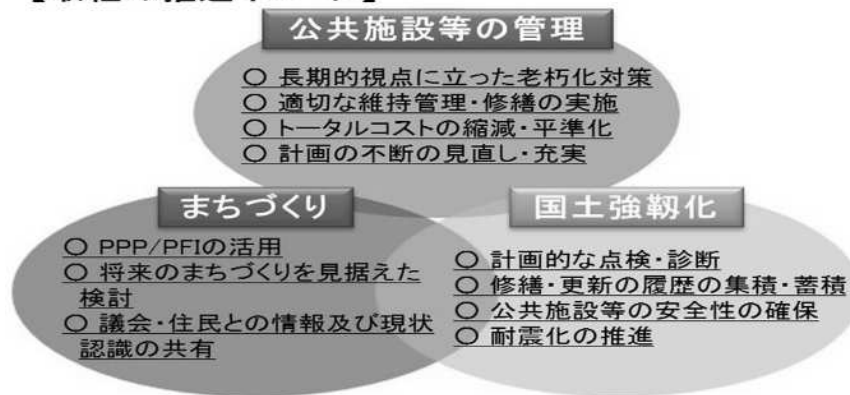 公共施設等の管理
○ 長期的視点に立った老朽化対策
○ 適切な維持管理・修繕の実施
○ トータルコストの縮減・平準化
○ 計画の不断の見直し・充実
まちづくり
○ PPP/PFIの活用
○ 将来のまちづくりを見据えた
検討
○ 議会・住民との情報及び現状
認識の共有
国土強靱化
○ 計画的な点検・診断
○ 修繕・更新の履歴の集積・蓄積
○ 公共施設等の安全性の確保
○ 耐震化の推進